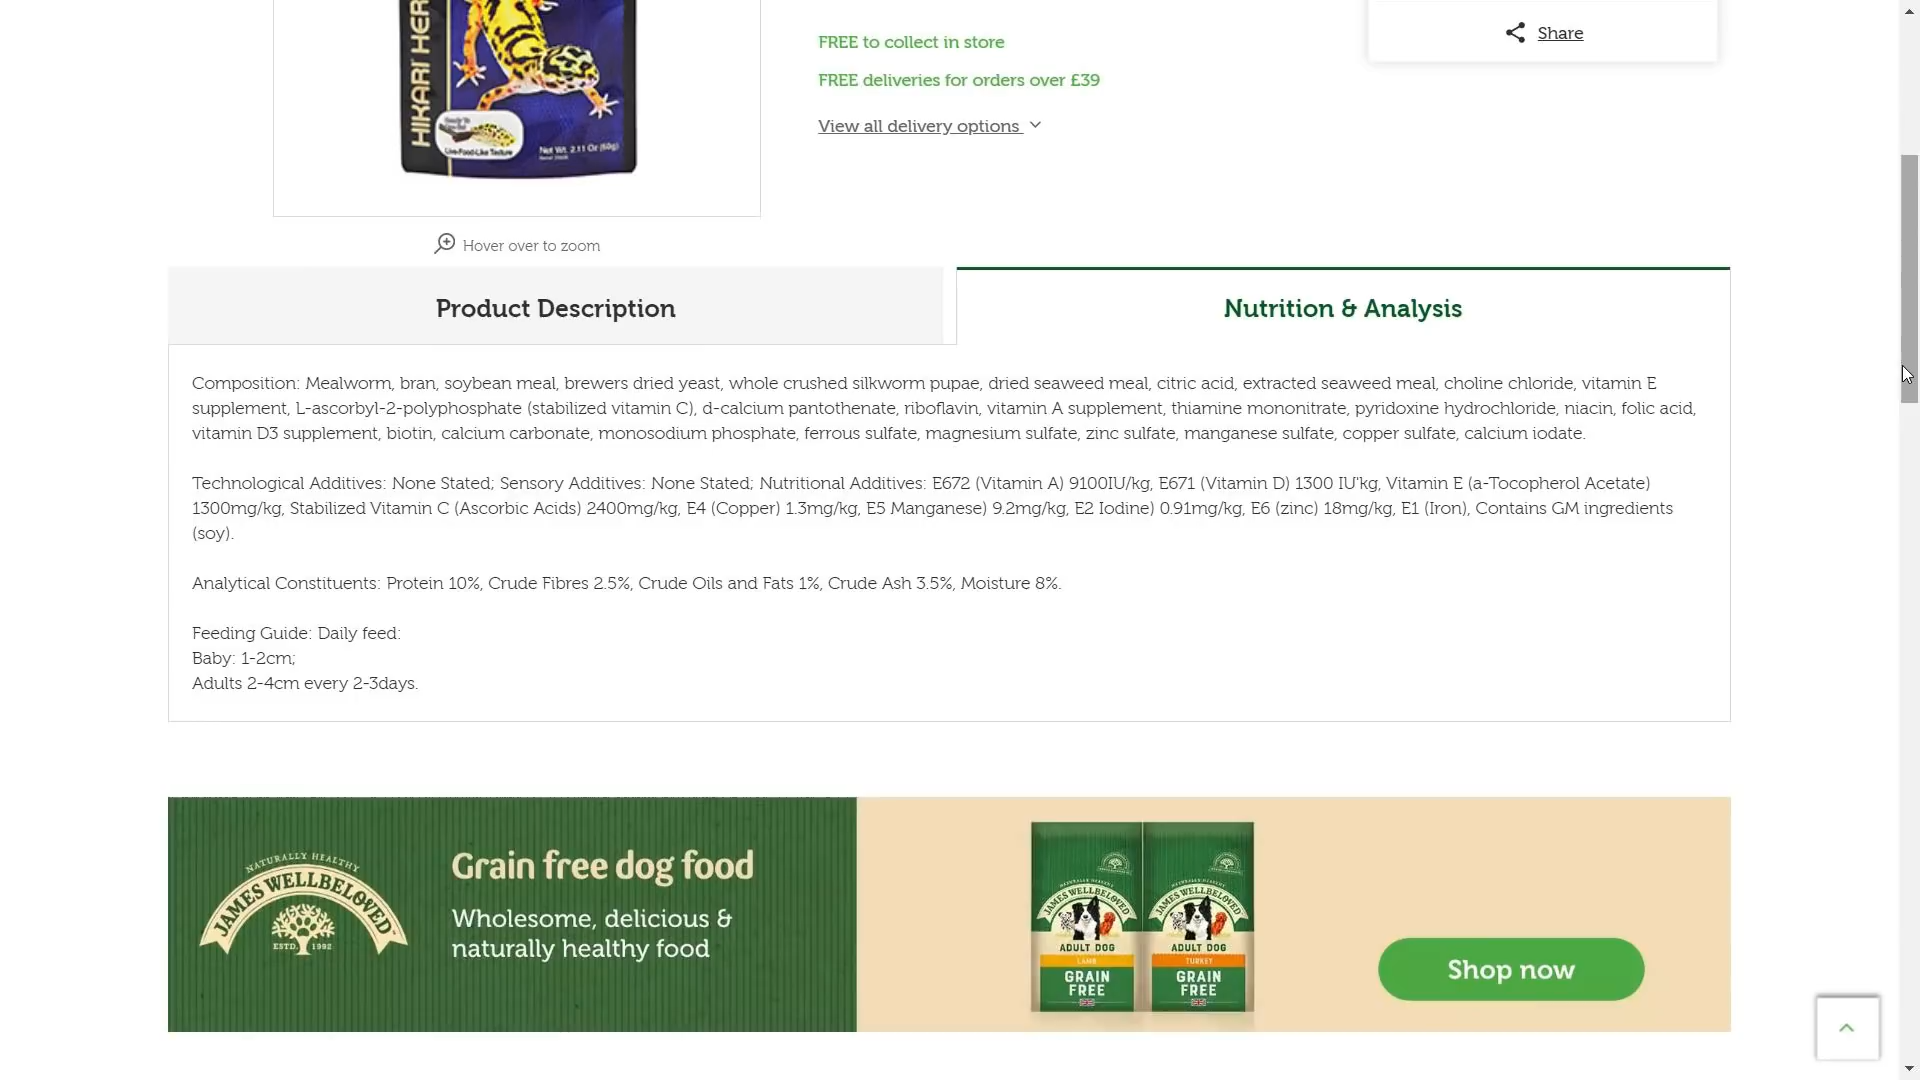 FREE to collect in store
Share
FREE deliveries for orders over £39
View all delivery options
HIKARI HER
Live-Food-Like Texture
Net Wt. 2.11 Oz (60g)
Hover over to zoom
Product Description
Nutrition & Analysis
Composition: Mealworm, bran, soybean meal, brewers dried yeast, whole crushed silkworm pupae, dried seaweed meal, citric acid, extracted seaweed meal, choline chloride, vitamin E
supplement, L-ascorbyl-2-polyphosphate (stabilized vitamin C), d-calcium pantothenate, riboflavin, vitamin A supplement, thiamine mononitrate, pyridoxine hydrochloride, niacin, folic acid,
vitamin D3 supplement, biotin, calcium carbonate, monosodium phosphate, ferrous sulfate, magnesium sulfate, zinc sulfate, manganese sulfate, copper sulfate, calcium iodate.
Technological Additives: None Stated; Sensory Additives: None Stated; Nutritional Additives: E672 (Vitamin A) 9100IU/kg, E671 (Vitamin D) 1300 IU'kg, Vitamin E (a-Tocopherol Acetate)
1300mg/kg, Stabilized Vitamin C (Ascorbic Acids) 2400mg/kg, E4 (Copper) 1.3mg/kg, E5 Manganese) 9.2mg/kg, E2 Iodine) 0.91mg/kg, E6 (zinc) 18mg/kg, E1 (Iron), Contains GM ingredients
(soy).
Analytical Constituents: Protein 10%, Crude Fibres 2.5%, Crude Oils and Fats 1%, Crude Ash 3.5%, Moisture 8%.
Feeding Guide: Daily feed:
Baby: 1-2cm;
Adults 2-4cm every 2-3days.
NATURALLY HEALTHY
JAMES WELLBELOVED
ESTD. 1992
Grain free dog food
Wholesome, delicious &
naturally healthy food
JAMES WELLBELOVED
ADULT DOG
LAMB
GRAIN
FREE
JAMES WELLBELOVED
ADULT DOG
TURKEY
GRAIN
FREE
Shop now